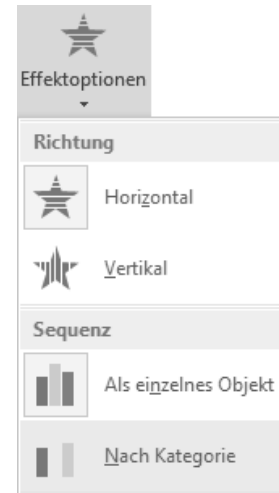 Effektoptionen
Richtung
Horizontal
Vertikal
Sequenz
Als einzelnes Objekt
Nach Kategorie